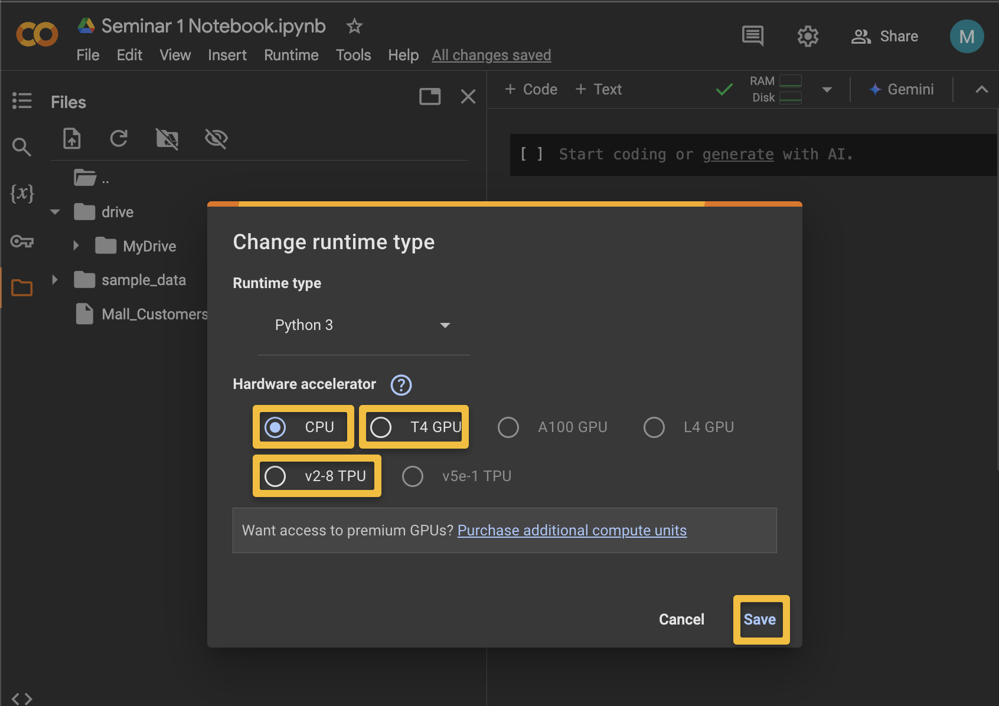 Seminar 1 Notebook.ipynb
File Edit View Insert Runtime Tools Help All changes saved
Share
M
Files
+ Code + Text
RAM
Disk
Gemini
[ ] Start coding or generate with AI.
{x}
..
drive
MyDrive
sample_data
Mall_Customers
Change runtime type
Runtime type
Python 3
Hardware accelerator ?
CPU T4 GPU A100 GPU L4 GPU
v2-8 TPU v5e-1 TPU
Want access to premium GPUs? Purchase additional compute units
Cancel Save